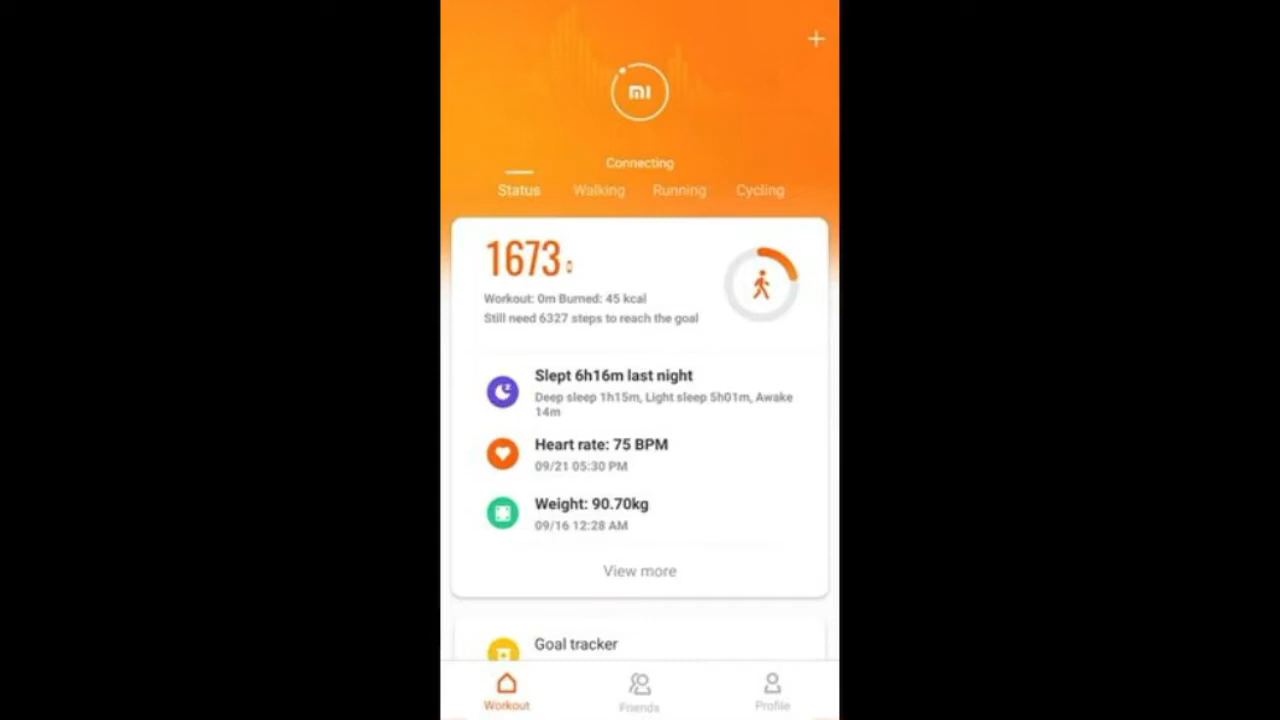 mi
Connecting
Status Walking Running Cycling
1673
Workout: 0m Burned: 45 kcal
Still need 6327 steps to reach the goal
Slept 6h16m last night
Deep sleep 1h15m, Light sleep 5h01m, Awake
14m
Heart rate: 75 BPM
09/21 05:30 PM
Weight: 90.70kg
09/16 12:28 AM
View more
Goal tracker
Workout Friends Profile